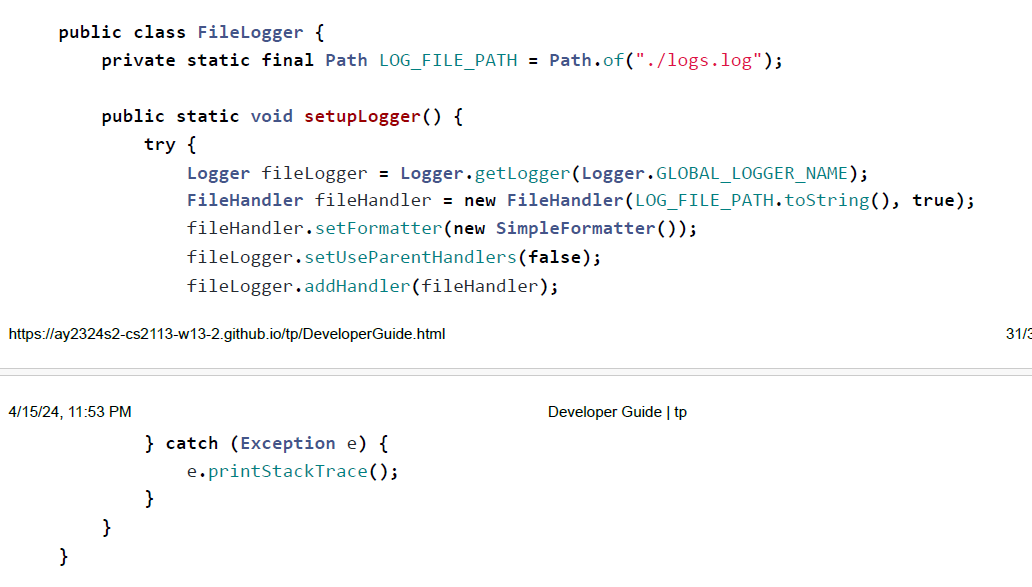 public class FileLogger {
private static final Path LOG_FILE_PATH = Path.of("./logs.log");
public static void setupLogger() {
try {
Logger fileLogger = Logger.getLogger(Logger.GLOBAL_LOGGER_NAME);
FileHandler fileHandler = new FileHandler(LOG_FILE_PATH.toString(), true);
fileHandler.setFormatter(new SimpleFormatter());
fileLogger.setUseParentHandlers(false);
fileLogger.addHandler(fileHandler);
https://ay2324s2-cs2113-w13-2.github.io/tp/DeveloperGuide.html 31/3
4/15/24, 11:53 PM Developer Guide | tp
} catch (Exception e) {
e.printStackTrace();
}
}
}